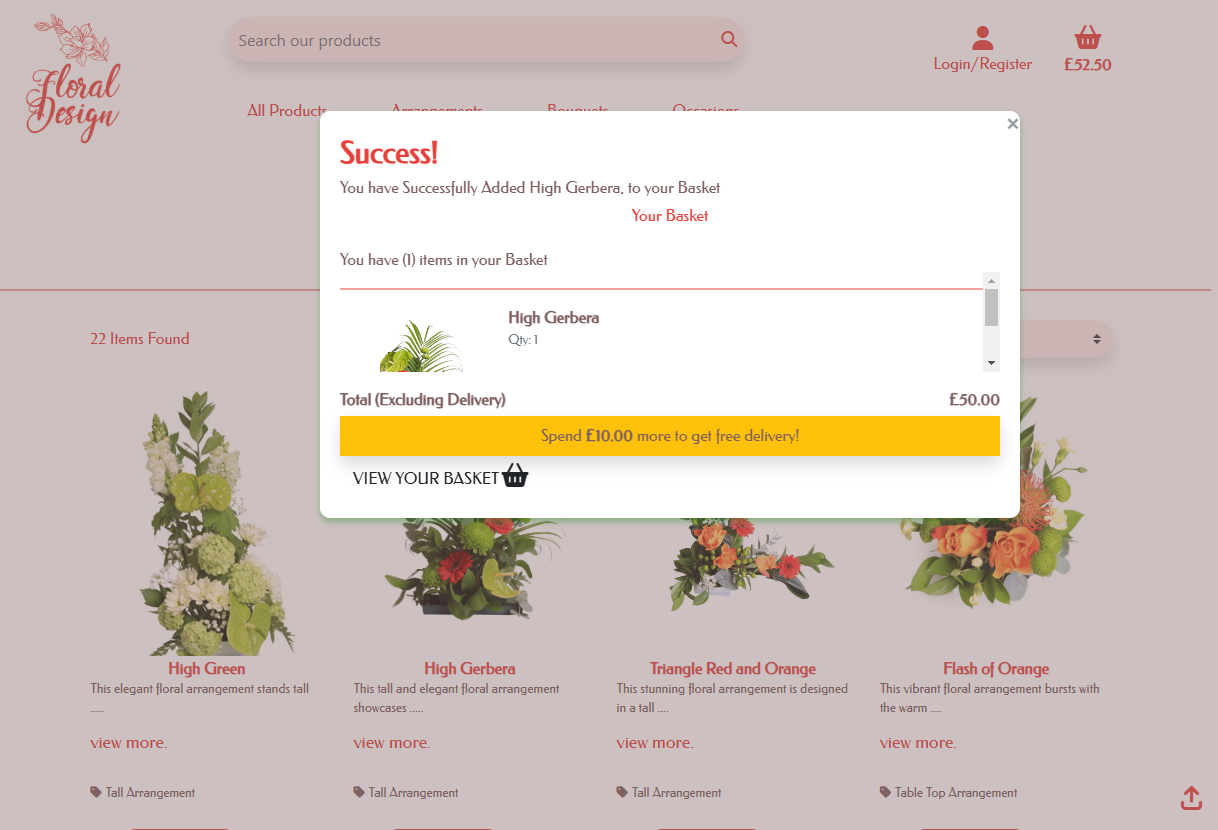 Floral
Design
Search our products
Login/Register
£52.50
All Products
Arrangements
Bouquets
Occasions
×
Success!
You have Successfully Added High Gerbera, to your Basket
Your Basket
You have (1) items in your Basket
High Gerbera
Qty: 1
Total (Excluding Delivery) £50.00
Spend £10.00 more to get free delivery!
VIEW YOUR BASKET
22 Items Found
High Green
This elegant floral arrangement stands tall
.....
view more.
Tall Arrangement
High Gerbera
This tall and elegant floral arrangement
showcases .....
view more.
Tall Arrangement
Triangle Red and Orange
This stunning floral arrangement is designed
in a tall ....
view more.
Tall Arrangement
Flash of Orange
This vibrant floral arrangement bursts with
the warm ....
view more.
Table Top Arrangement